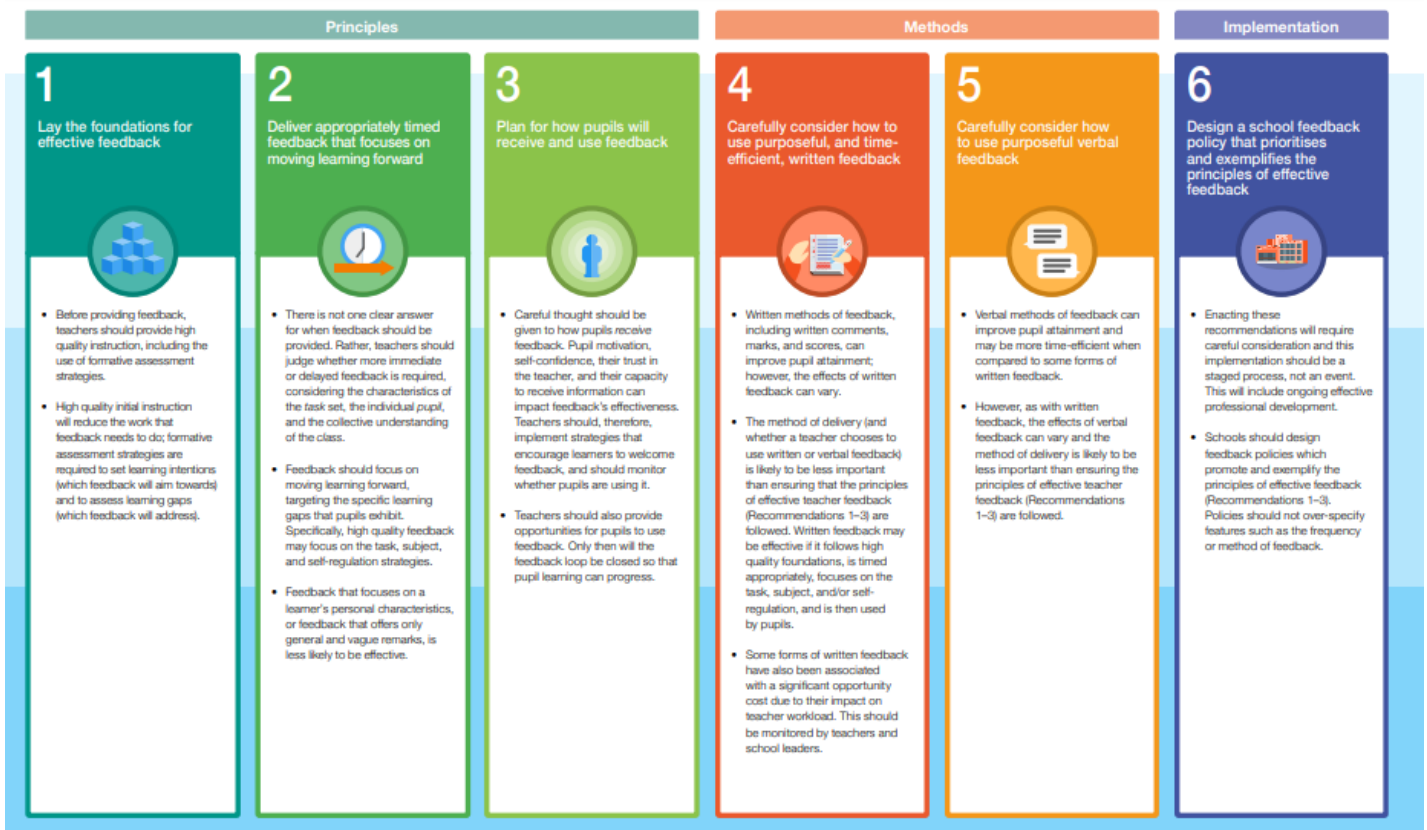 Principles
Methods
Implementation
1
Lay the foundations for
effective feedback
• Before providing feedback,
teachers should provide high
quality instruction, including the
use of formative assessment
strategies.
• High quality initial instruction
will reduce the work that
feedback needs to do; formative
assessment strategies are
required to set learning intentions
(which feedback will aim towards)
and to assess learning gaps
(which feedback will address).
2
Deliver appropriately timed
feedback that focuses on
moving learning forward
• There is not one clear answer
for when feedback should be
provided. Rather, teachers should
judge whether more immediate
or delayed feedback is required,
considering the characteristics of
the task set, the individual pupil,
and the collective understanding
of the class.
• Feedback should focus on
moving learning forward,
targeting the specific learning
gaps that pupils exhibit.
Specifically, high quality feedback
may focus on the task, subject,
and self-regulation strategies.
• Feedback that focuses on a
learner's personal characteristics,
or feedback that offers only
general and vague remarks, is
less likely to be effective.
3
Plan for how pupils will
receive and use feedback
• Careful thought should be
given to how pupils receive
feedback. Pupil motivation,
self-confidence, their trust in
the teacher, and their capacity
to receive information can
impact feedback's effectiveness.
Teachers should, therefore,
implement strategies that
encourage learners to welcome
feedback, and should monitor
whether pupils are using it.
• Teachers should also provide
opportunities for pupils to use
feedback. Only then will the
feedback loop be closed so that
pupil learning can progress.
4
Carefully consider how to
use purposeful, and time-
efficient, written feedback
• Written methods of feedback,
including written comments,
marks, and scores, can
improve pupil attainment;
however, the effects of written
feedback can vary.
• The method of delivery (and
whether a teacher chooses to
use written or verbal feedback)
is likely to be less important
than ensuring that the principles
of effective teacher feedback
(Recommendations 1–3) are
followed. Written feedback may
be effective if it follows high
quality foundations, is timed
appropriately, focuses on the
task, subject, and/or self-
regulation, and is then used
by pupils.
• Some forms of written feedback
have also been associated
with a significant opportunity
cost due to their impact on
teacher workload. This should
be monitored by teachers and
school leaders.
5
Carefully consider how
to use purposeful verbal
feedback
• Verbal methods of feedback can
improve pupil attainment and
may be more time-efficient when
compared to some forms of
written feedback.
• However, as with written
feedback, the effects of verbal
feedback can vary and the
method of delivery is likely to be
less important than ensuring the
principles of effective teacher
feedback (Recommendations
1–3) are followed.
6
Design a school feedback
policy that prioritises
and exemplifies the
principles of effective
feedback
• Enacting these
recommendations will require
careful consideration and this
implementation should be a
staged process, not an event.
This will include ongoing effective
professional development.
• Schools should design
feedback policies which
promote and exemplify the
principles of effective feedback
(Recommendations 1–3).
Policies should not over-specify
features such as the frequency
or method of feedback.